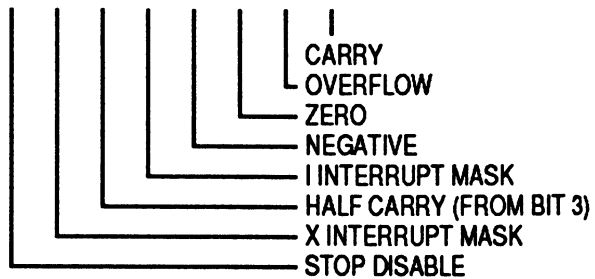 CARRY
OVERFLOW
ZERO
NEGATIVE
I INTERRUPT MASK
HALF CARRY (FROM BIT 3)
X INTERRUPT MASK
STOP DISABLE